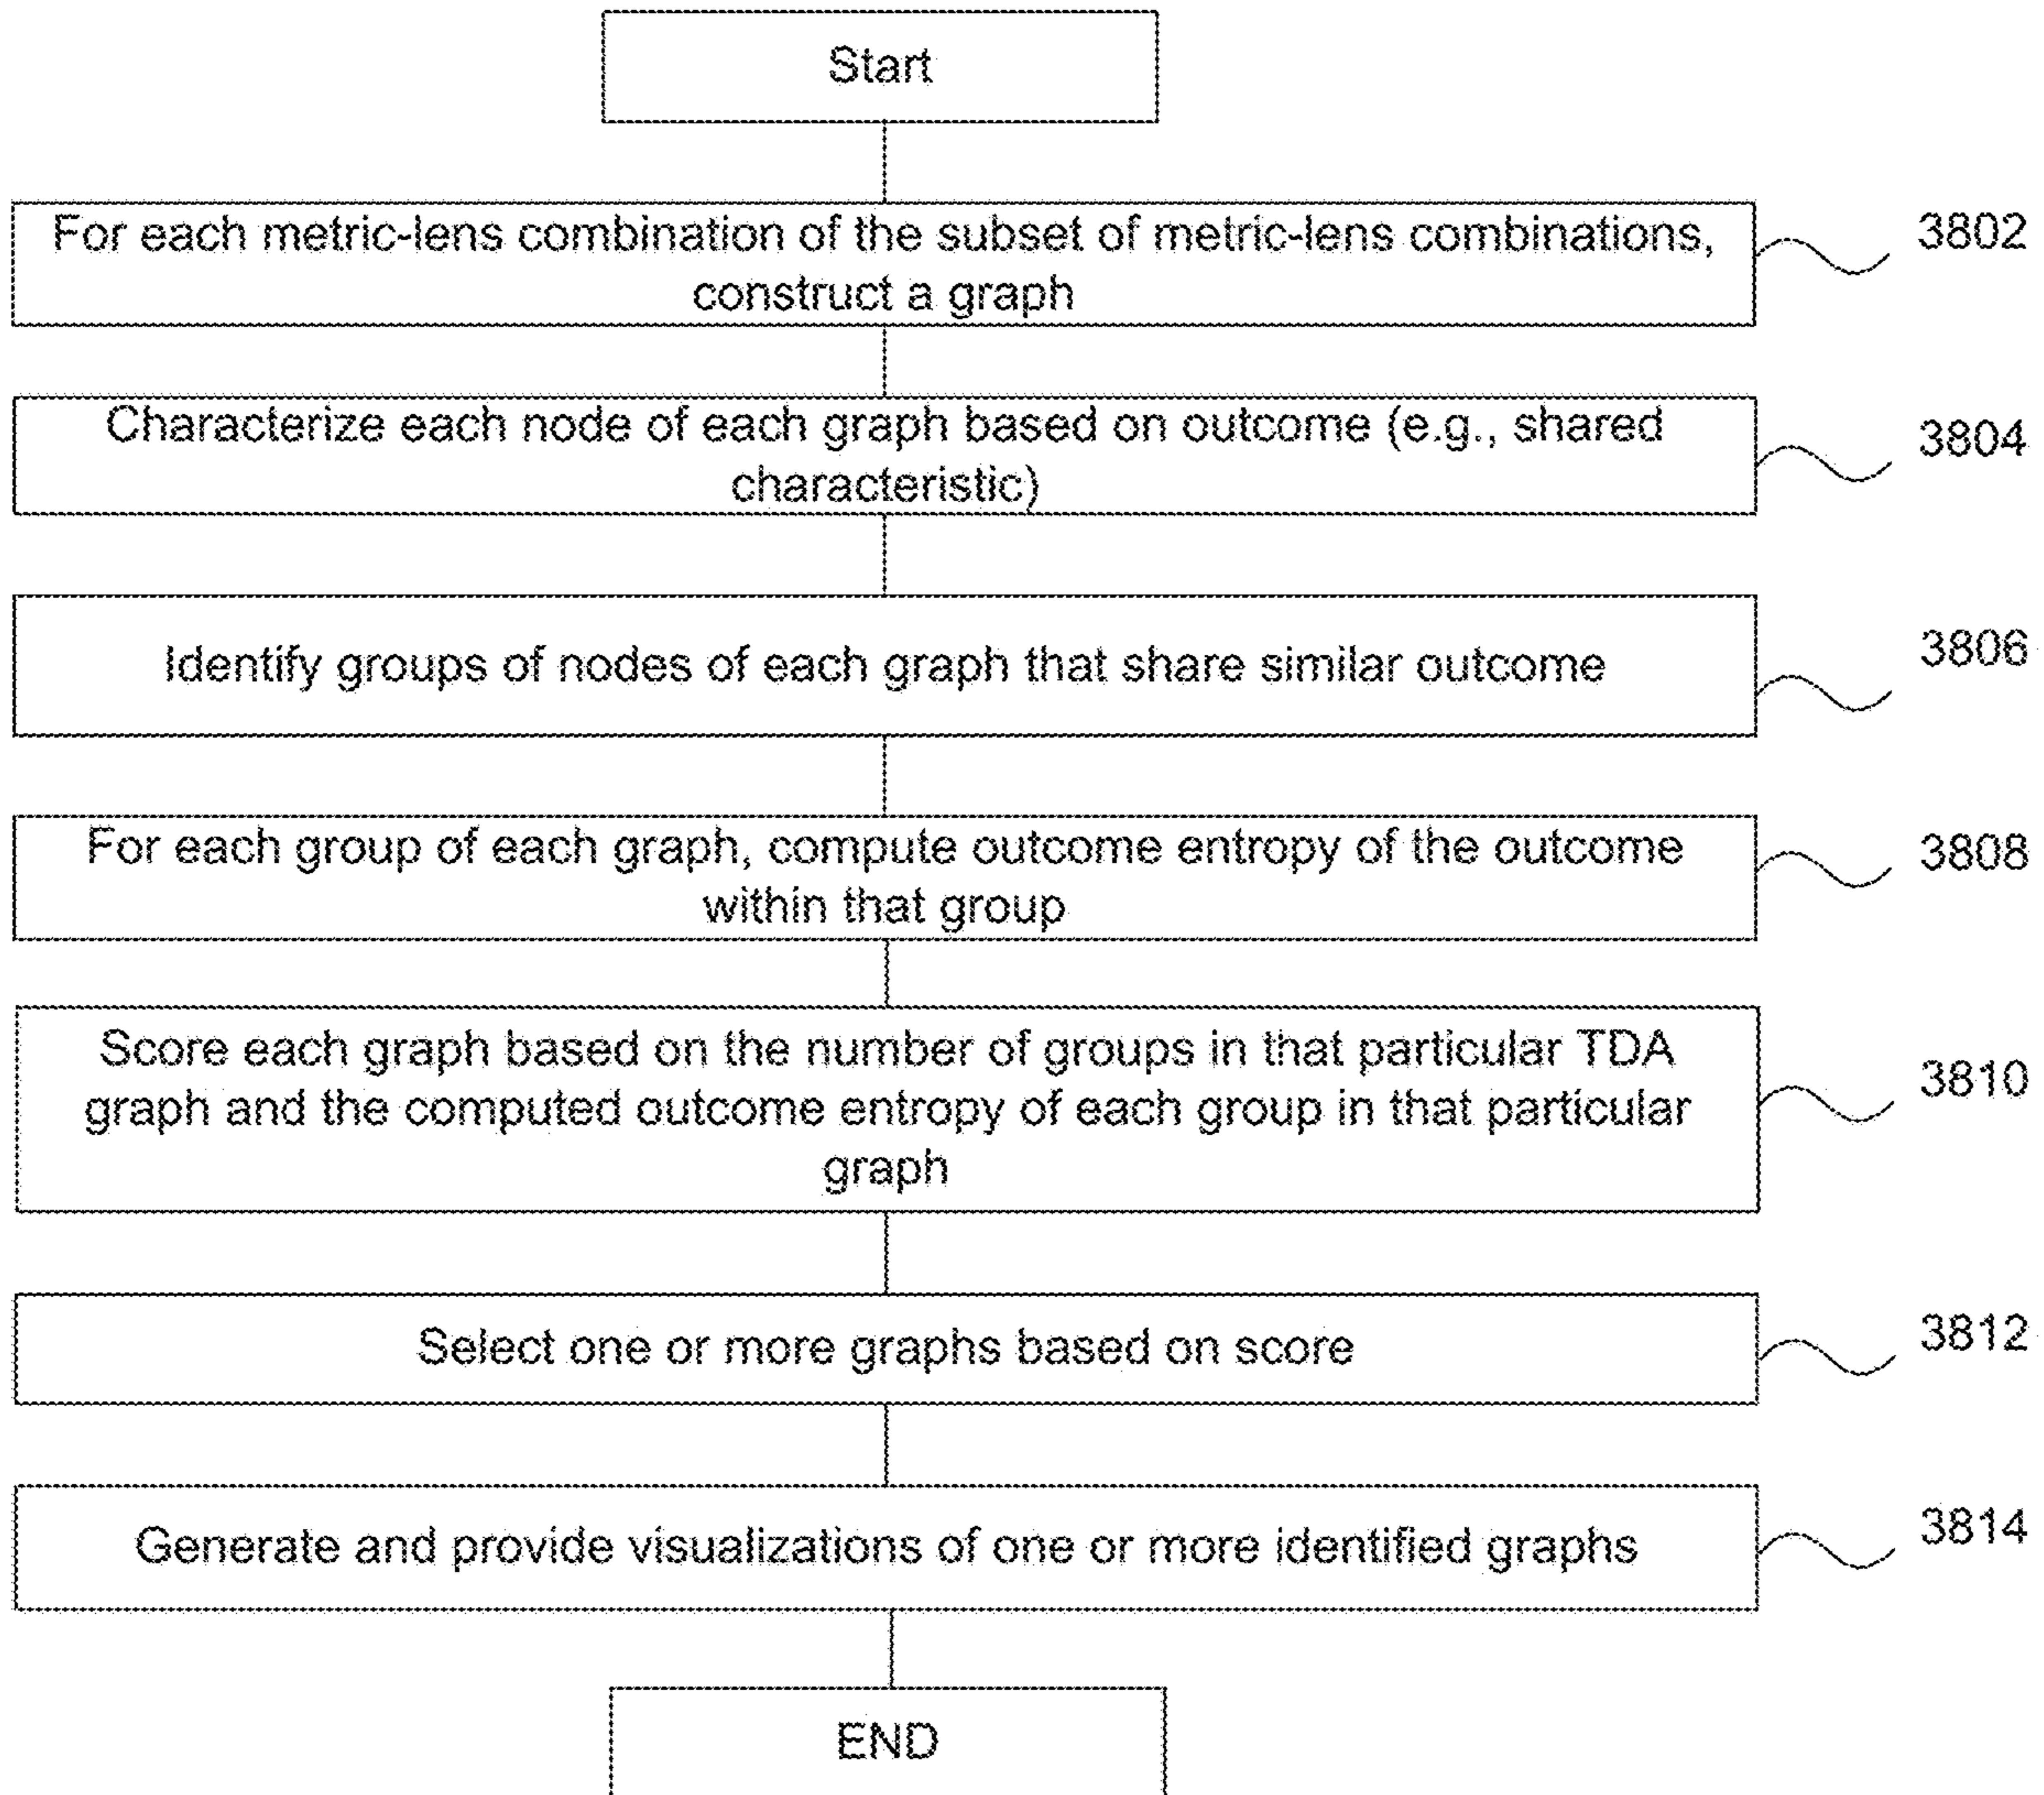 Start
For each metric-lens combination of the subset of metric-lens combinations,
construct a graph
3802
Characterize each node of each graph based on outcome (e.g., shared
characteristic)
3804
Identify groups of nodes of each graph that share similar outcome
3806
For each group of each graph, compute outcome entropy of the outcome
within that group
3808
Score each graph based on the number of groups in that particular TDA
graph and the computed outcome entropy of each group in that particular
graph
3810
Select one or more graphs based on score
3812
Generate and provide visualizations of one or more identified graphs
3814
END